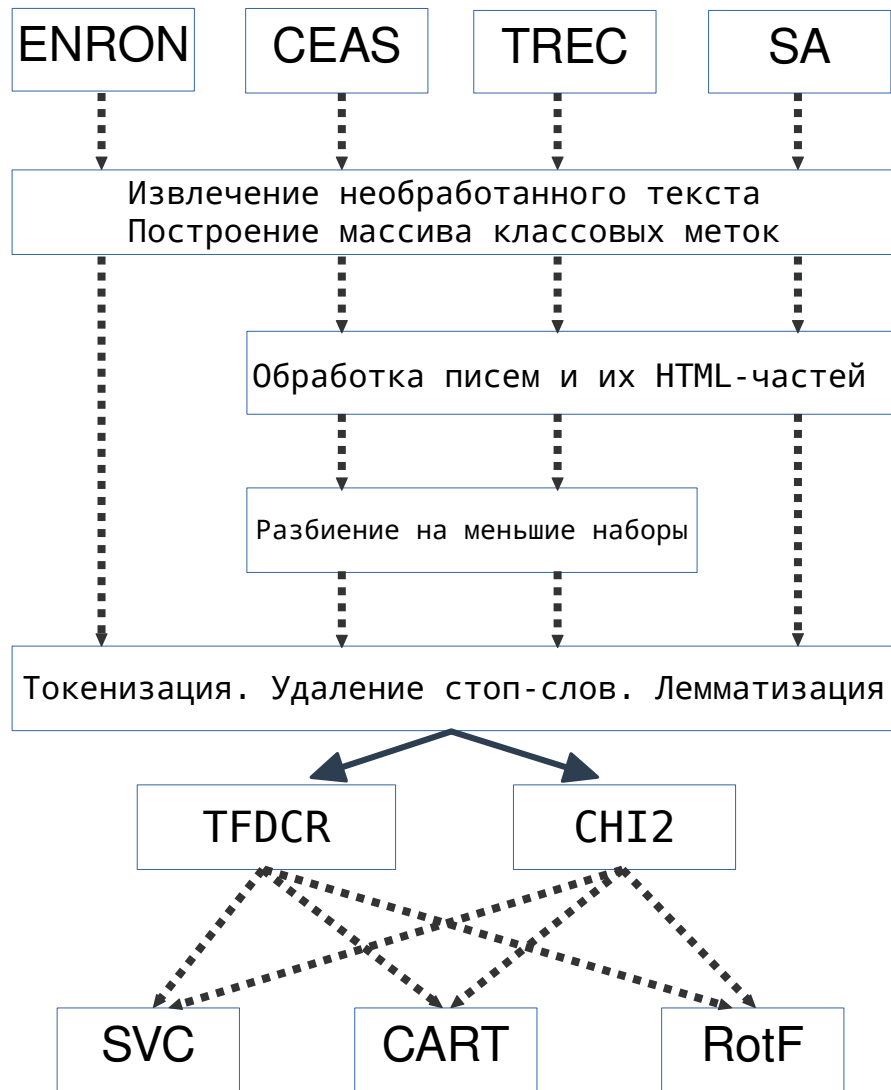 ENRON
CEAS
TREC
SA
Извлечение необработанного текста
Построение массива классовых меток
Обработка писем и их HTML-частей
Разбиение на меньшие наборы
Токенизация. Удаление стоп-слов. Лемматизация
TFDCR
CHI2
SVC
CART
RotF